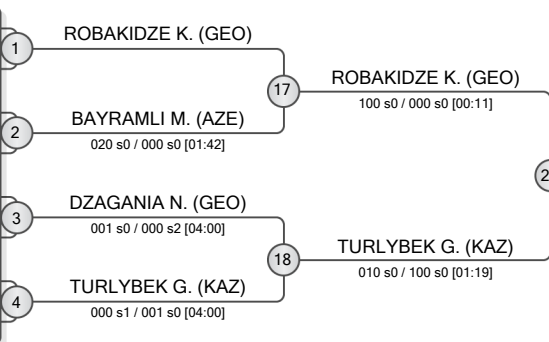 1
ROBAKIDZE K. (GEO)
17
ROBAKIDZE K. (GEO)
100 s0 / 000 s0 [00:11]
2
BAYRAMLI M. (AZE)
020 s0 / 000 s0 [01:42]
3
DZAGANIA N. (GEO)
001 s0 / 000 s2 [04:00]
18
TURLYBEK G. (KAZ)
010 s0 / 100 s0 [01:19]
4
TURLYBEK G. (KAZ)
000 s1 / 001 s0 [04:00]